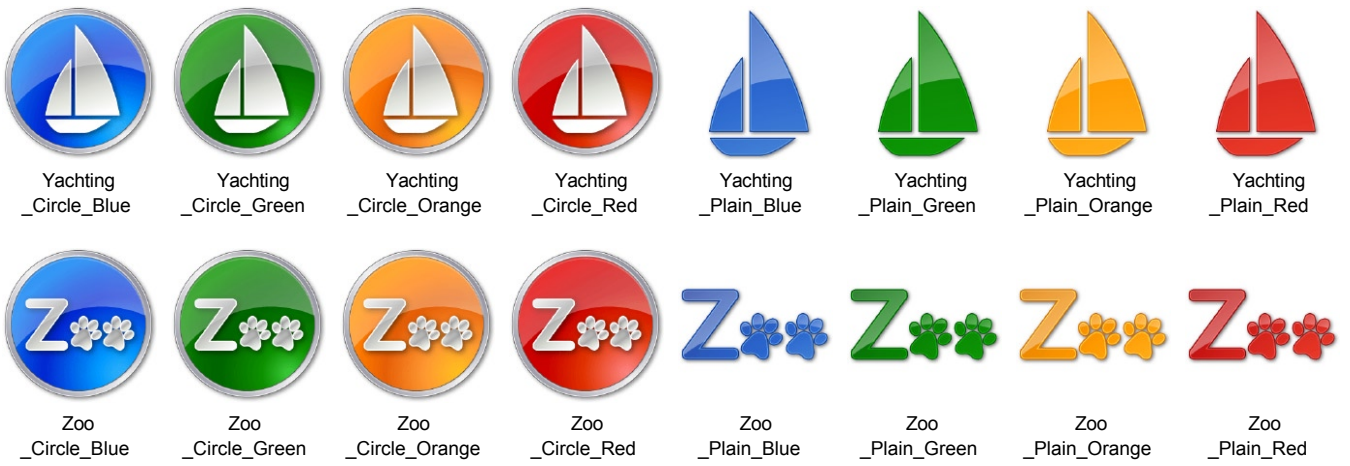 Yachting Yachting Yachting Yachting Yachting Yachting Yachting Yachting
_Circle_Blue _Circle_Green _Circle_Orange _Circle_Red _Plain_Blue _Plain_Green _Plain_Orange _Plain_Red
Z Z Z Z Z Z Z Z
Zoo Zoo Zoo Zoo Zoo Zoo Zoo Zoo
_Circle_Blue _Circle_Green _Circle_Orange _Circle_Red _Plain_Blue _Plain_Green _Plain_Orange _Plain_Red